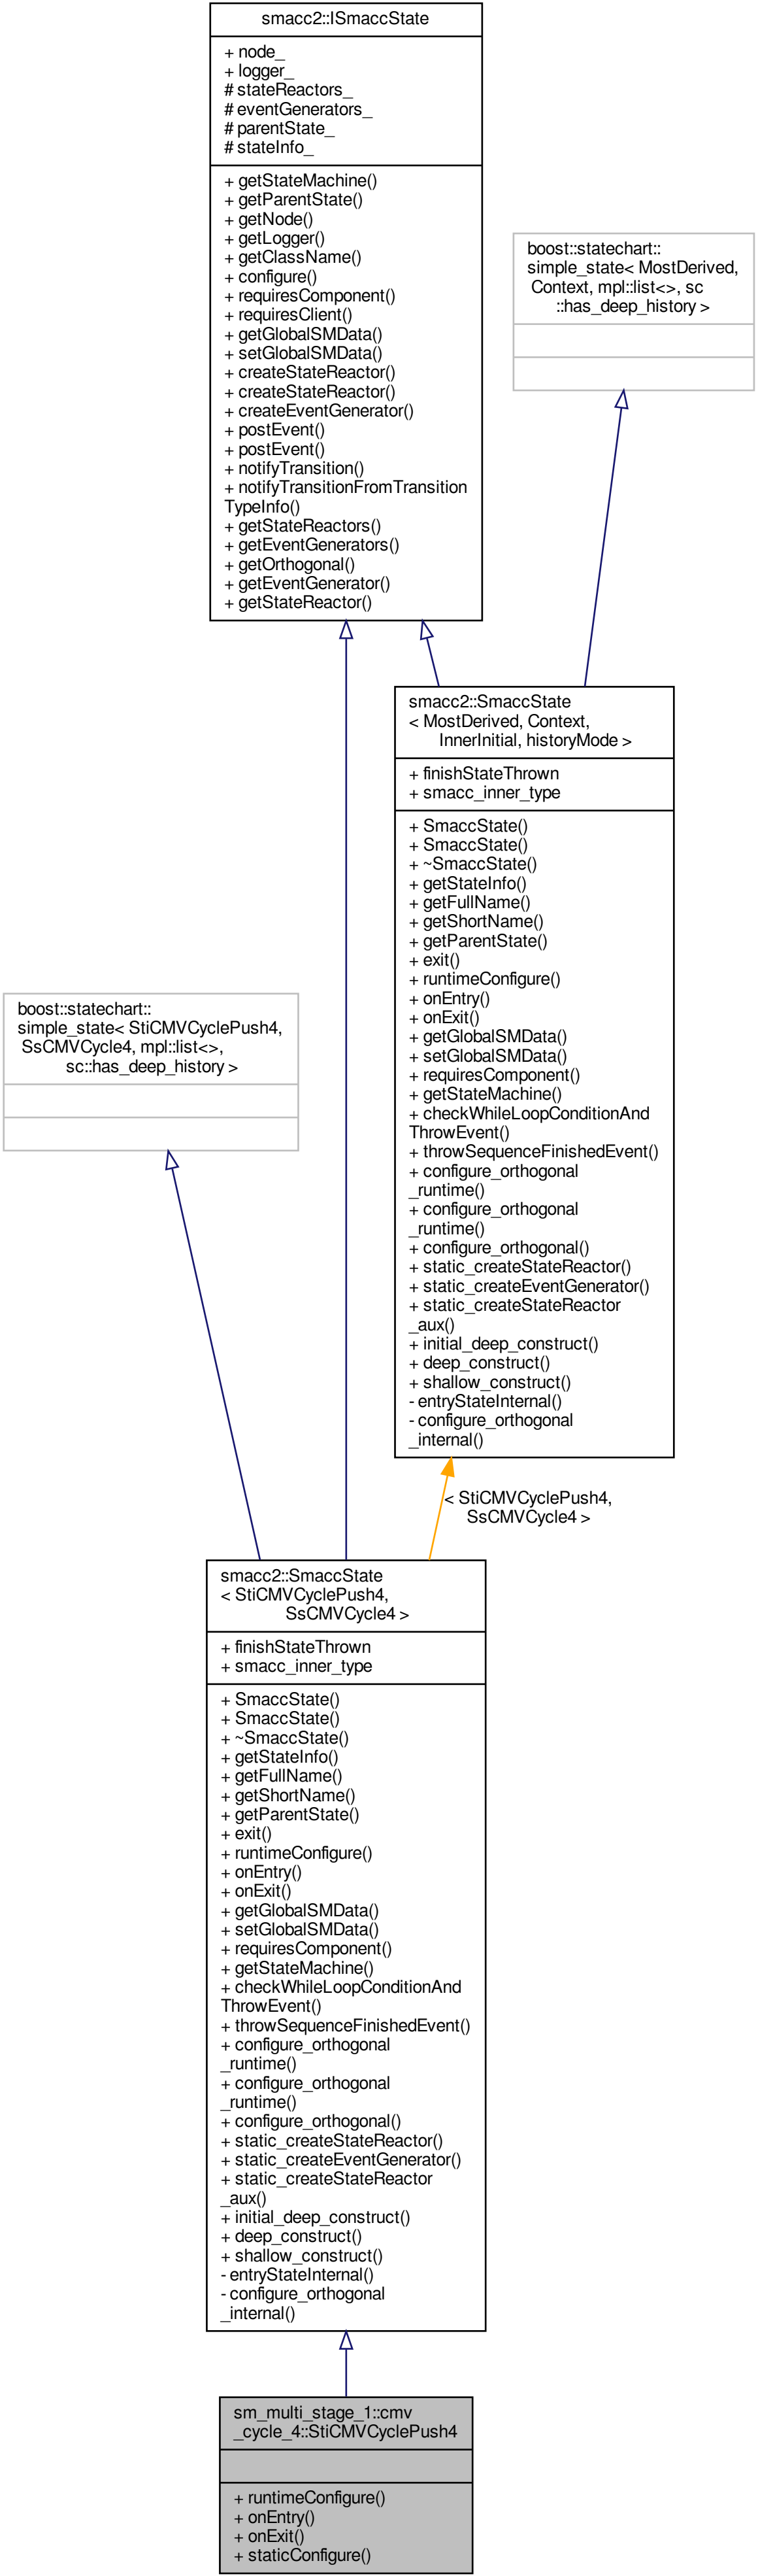 smacc2::ISmaccState
+ node_
+ logger_
# stateReactors_
# eventGenerators_
# parentState_
# stateInfo_
+ getStateMachine()
+ getParentState()
+ getNode()
+ getLogger()
+ getClassName()
+ configure()
+ requiresComponent()
+ requiresClient()
+ getGlobalSMData()
+ setGlobalSMData()
+ createStateReactor()
+ createStateReactor()
+ createEventGenerator()
+ postEvent()
+ postEvent()
+ notifyTransition()
+ notifyTransitionFromTransition
TypeInfo()
+ getStateReactors()
+ getEventGenerators()
+ getOrthogonal()
+ getEventGenerator()
+ getStateReactor()
boost::statechart::
simple_state< MostDerived,
Context, mpl::list<>, sc
::has_deep_history >
smacc2::SmaccState
< MostDerived, Context,
InnerInitial, historyMode >
+ finishStateThrown
+ smacc_inner_type
+ SmaccState()
+ SmaccState()
+ ~SmaccState()
+ getStateInfo()
+ getFullName()
+ getShortName()
+ getParentState()
+ exit()
+ runtimeConfigure()
+ onEntry()
+ onExit()
+ getGlobalSMData()
+ setGlobalSMData()
+ requiresComponent()
+ getStateMachine()
+ checkWhileLoopConditionAnd
ThrowEvent()
+ throwSequenceFinishedEvent()
+ configure_orthogonal
_runtime()
+ configure_orthogonal
_runtime()
+ configure_orthogonal()
+ static_createStateReactor()
+ static_createEventGenerator()
+ static_createStateReactor
_aux()
+ initial_deep_construct()
+ deep_construct()
+ shallow_construct()
- entryStateInternal()
- configure_orthogonal
_internal()
boost::statechart::
simple_state< StiCMVCyclePush4,
SsCMVCycle4, mpl::list<>,
sc::has_deep_history >
< StiCMVCyclePush4,
SsCMVCycle4 >
smacc2::SmaccState
< StiCMVCyclePush4,
SsCMVCycle4 >
+ finishStateThrown
+ smacc_inner_type
+ SmaccState()
+ SmaccState()
+ ~SmaccState()
+ getStateInfo()
+ getFullName()
+ getShortName()
+ getParentState()
+ exit()
+ runtimeConfigure()
+ onEntry()
+ onExit()
+ getGlobalSMData()
+ setGlobalSMData()
+ requiresComponent()
+ getStateMachine()
+ checkWhileLoopConditionAnd
ThrowEvent()
+ throwSequenceFinishedEvent()
+ configure_orthogonal
_runtime()
+ configure_orthogonal
_runtime()
+ configure_orthogonal()
+ static_createStateReactor()
+ static_createEventGenerator()
+ static_createStateReactor
_aux()
+ initial_deep_construct()
+ deep_construct()
+ shallow_construct()
- entryStateInternal()
- configure_orthogonal
_internal()
sm_multi_stage_1::cmv
_cycle_4::StiCMVCyclePush4
+ runtimeConfigure()
+ onEntry()
+ onExit()
+ staticConfigure()